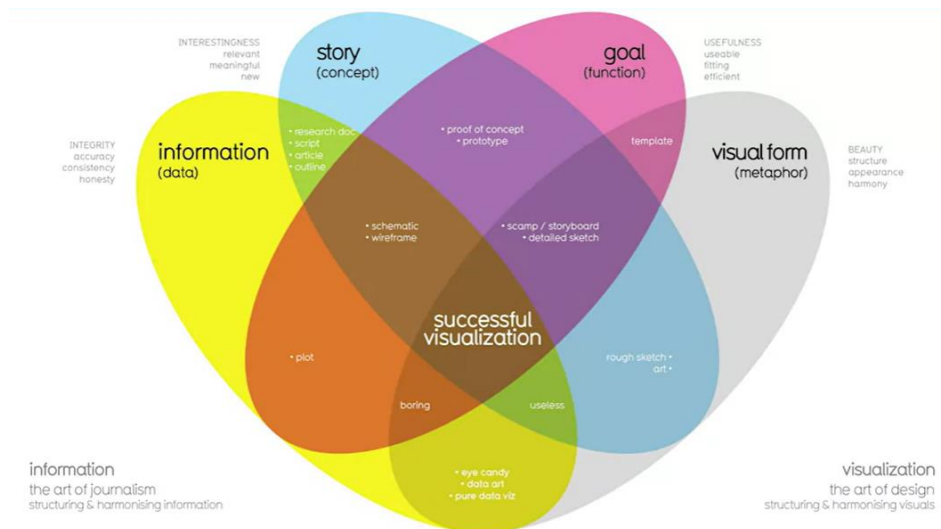 INTERESTINGNESS
relevant
meaningful
new
story
(concept)
goal
(function)
USEFULNESS
useable
fitting
efficient
INTEGRITY
accuracy
consistency
honesty
information
(data)
• research doc
• script
• article
• outline
• proof of concept
• prototype
template
visual form
(metaphor)
BEAUTY
structure
appearance
harmony
• schematic
• wireframe
• scamp / storyboard
• detailed sketch
successful
visualization
• plot
rough sketch •
art •
boring
useless
• eye candy
• data art
• pure data viz
information
the art of journalism
structuring & harmonising information
visualization
the art of design
structuring & harmonising visuals